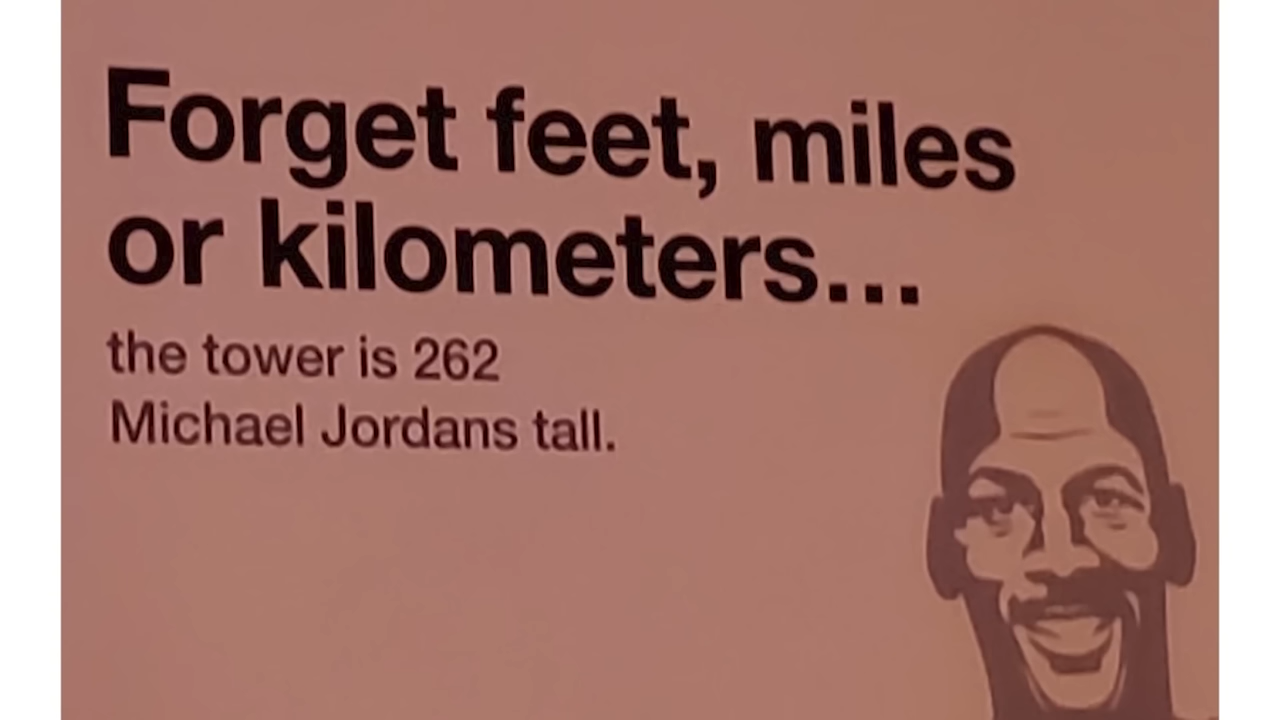 Forget feet, miles
or kilometers...
the tower is 262
Michael Jordans tall.